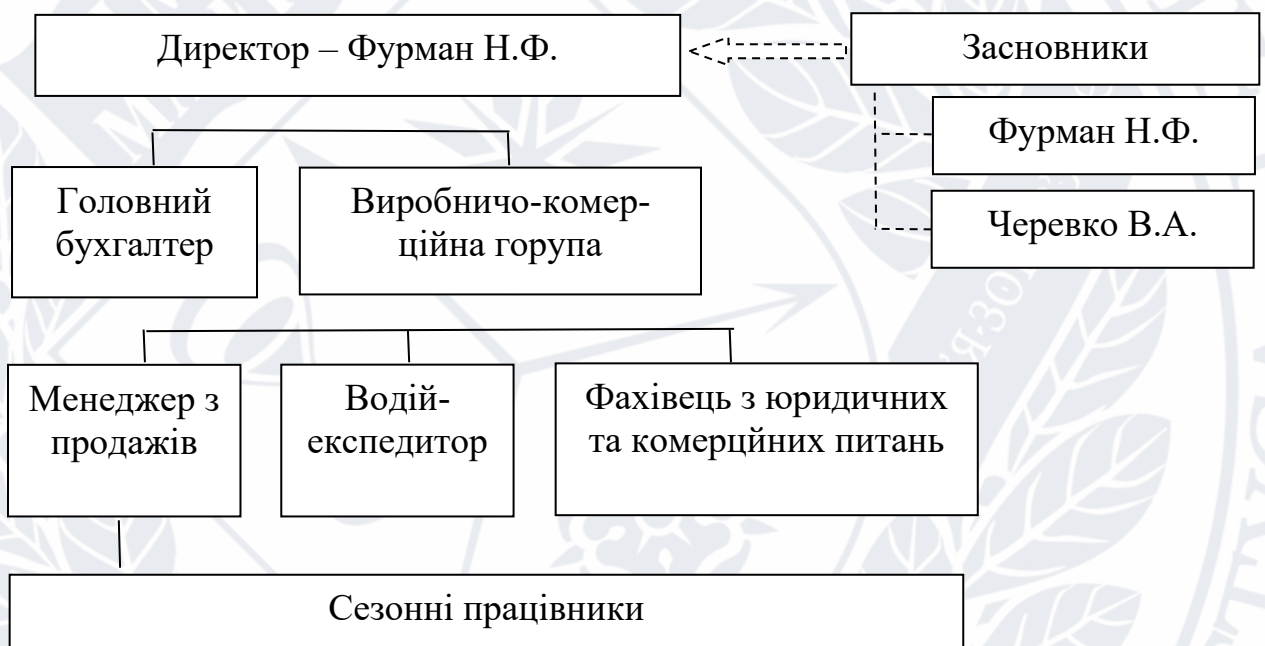 Директор – Фурман Н.Ф.
Засновники
Фурман Н.Ф.
Черевко В.А.
Головний
бухгалтер
Виробничо-комер-
ційна горупа
Менеджер з
продажів
Водій-
експедитор
Фахівець з юридичних
та комерцйних питань
Сезонні працівники